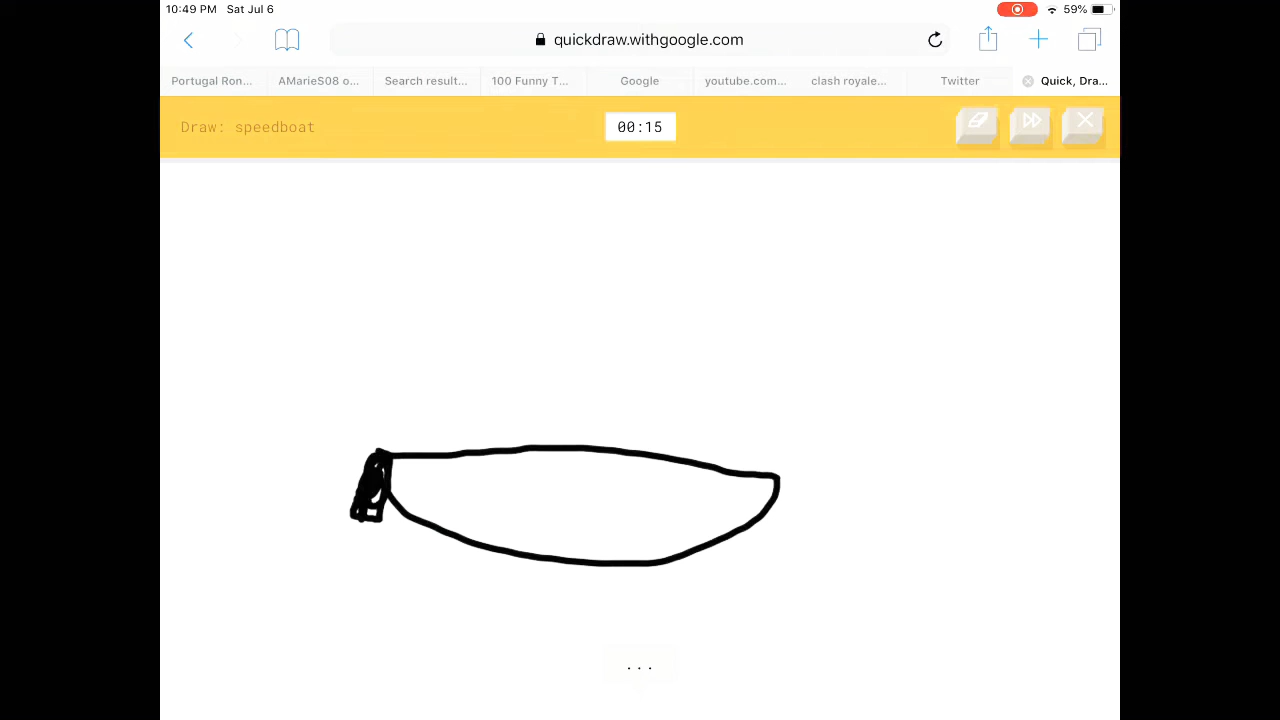 10:49 PM Sat Jul 6 59%
quickdraw.withgoogle.com
Portugal Ron... AMarieS08 o... Search result... 100 Funny T... Google youtube.com... clash royale... Twitter Quick, Dra...
Draw: speedboat 00:15
...